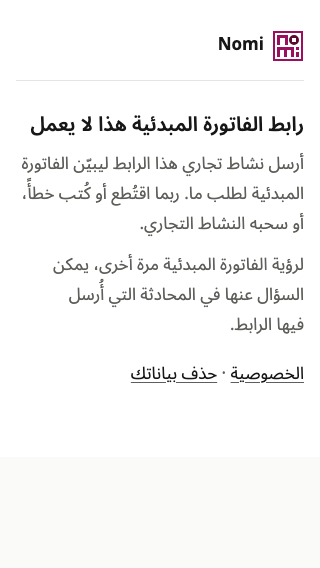 Nomi
رابط الفاتورة المبدئية هذا لا يعمل
أرسل نشاط تجاري هذا الرابط ليبيّن الفاتورة
المبدئية لطلب ما. ربما اقتُطع أو كُتب خطأً،
أو سحبه النشاط التجاري.
لرؤية الفاتورة المبدئية مرة أخرى، يمكن
السؤال عنها في المحادثة التي أُرسل
فيها الرابط.
الخصوصية · حذف بياناتك